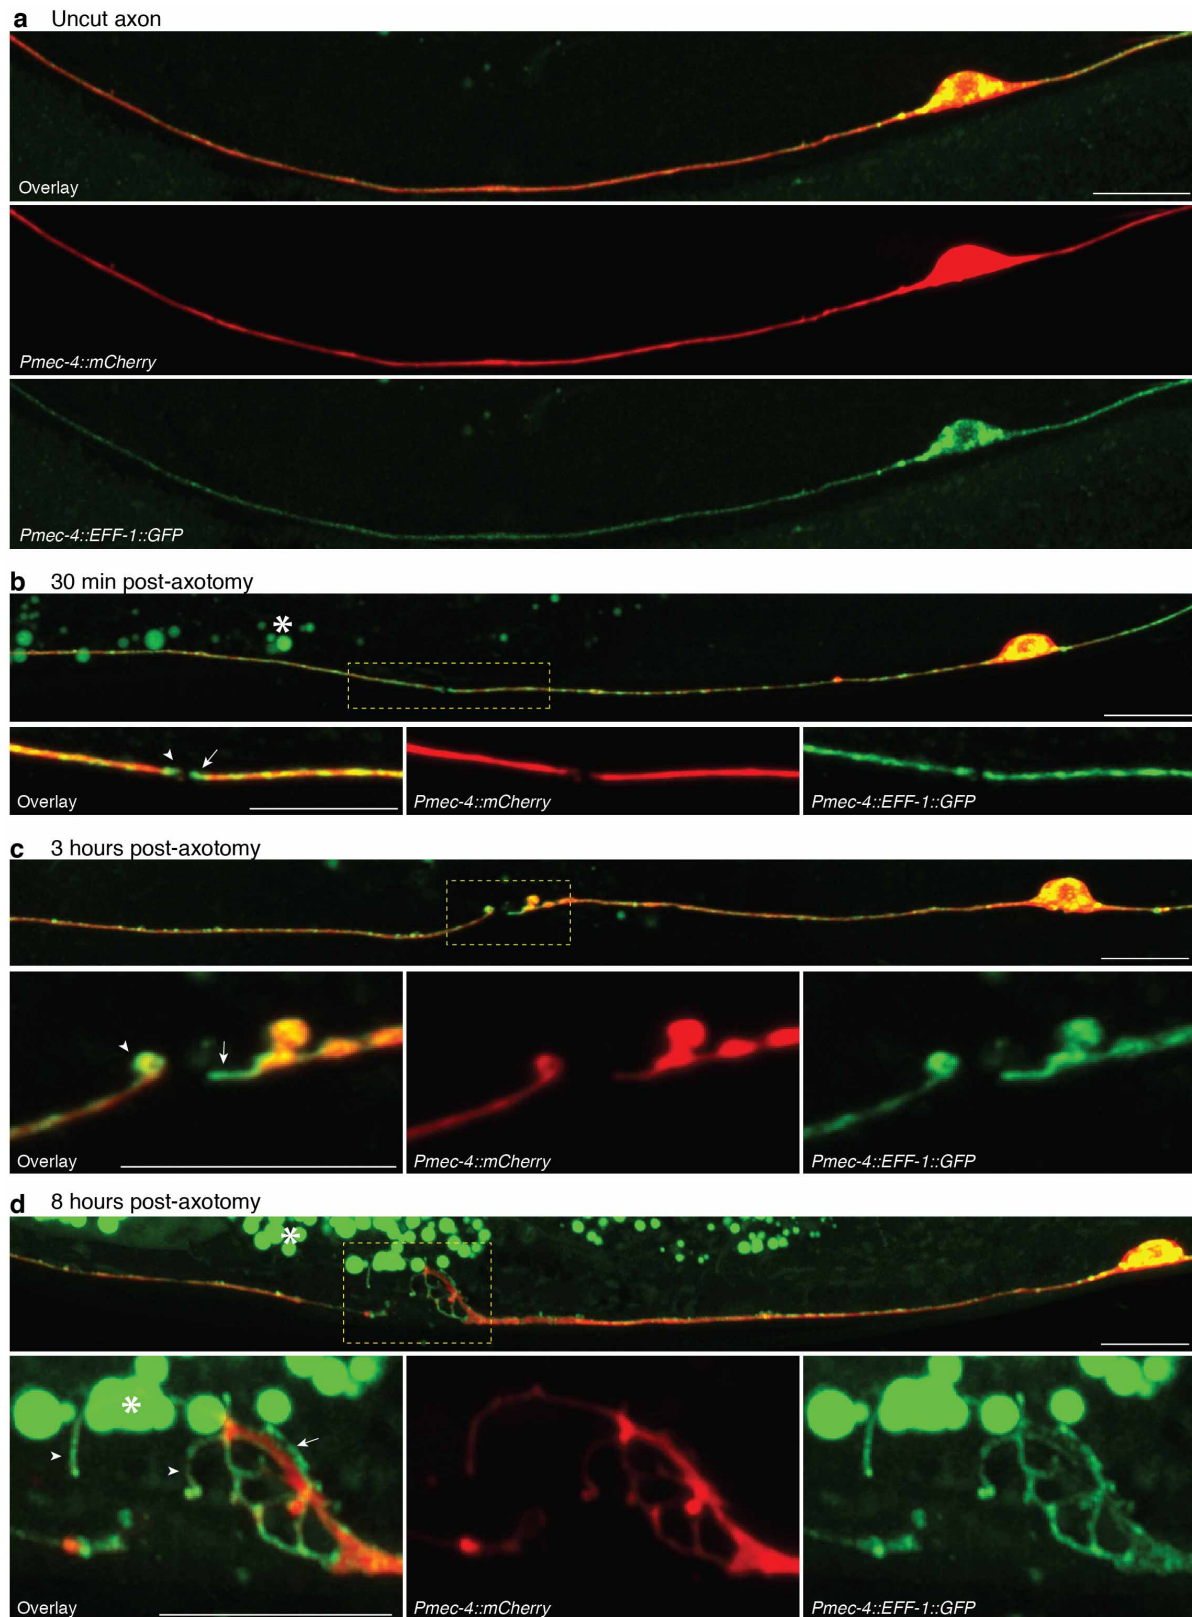 a Uncut axon
Overlay
Pmec-4::mCherry
Pmec-4::EFF-1::GFP
b 30 min post-axotomy
*
Overlay
Pmec-4::mCherry
Pmec-4::EFF-1::GFP
c 3 hours post-axotomy
Overlay
Pmec-4::mCherry
Pmec-4::EFF-1::GFP
d 8 hours post-axotomy
*
*
Overlay
Pmec-4::mCherry
Pmec-4::EFF-1::GFP